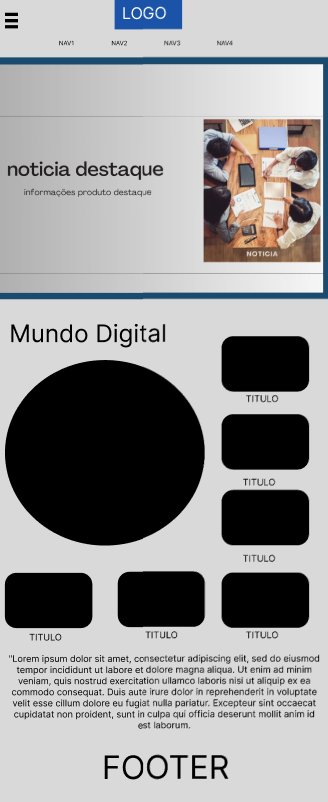 LOGO
NAV1 NAV2 NAV3 NAV4
noticia destaque
informações produto destaque
NOTICIA
Mundo Digital
TITULO
TITULO
TITULO
TITULO TITULO TITULO
"Lorem ipsum dolor sit amet, consectetur adipiscing elit, sed do eiusmod
tempor incididunt ut labore et dolore magna aliqua. Ut enim ad minim
veniam, quis nostrud exercitation ullamco laboris nisi ut aliquip ex ea
commodo consequat. Duis aute irure dolor in reprehenderit in voluptate
velit esse cillum dolore eu fugiat nulla pariatur. Excepteur sint occaecat
cupidatat non proident, sunt in culpa qui officia deserunt mollit anim id
est laborum.
FOOTER